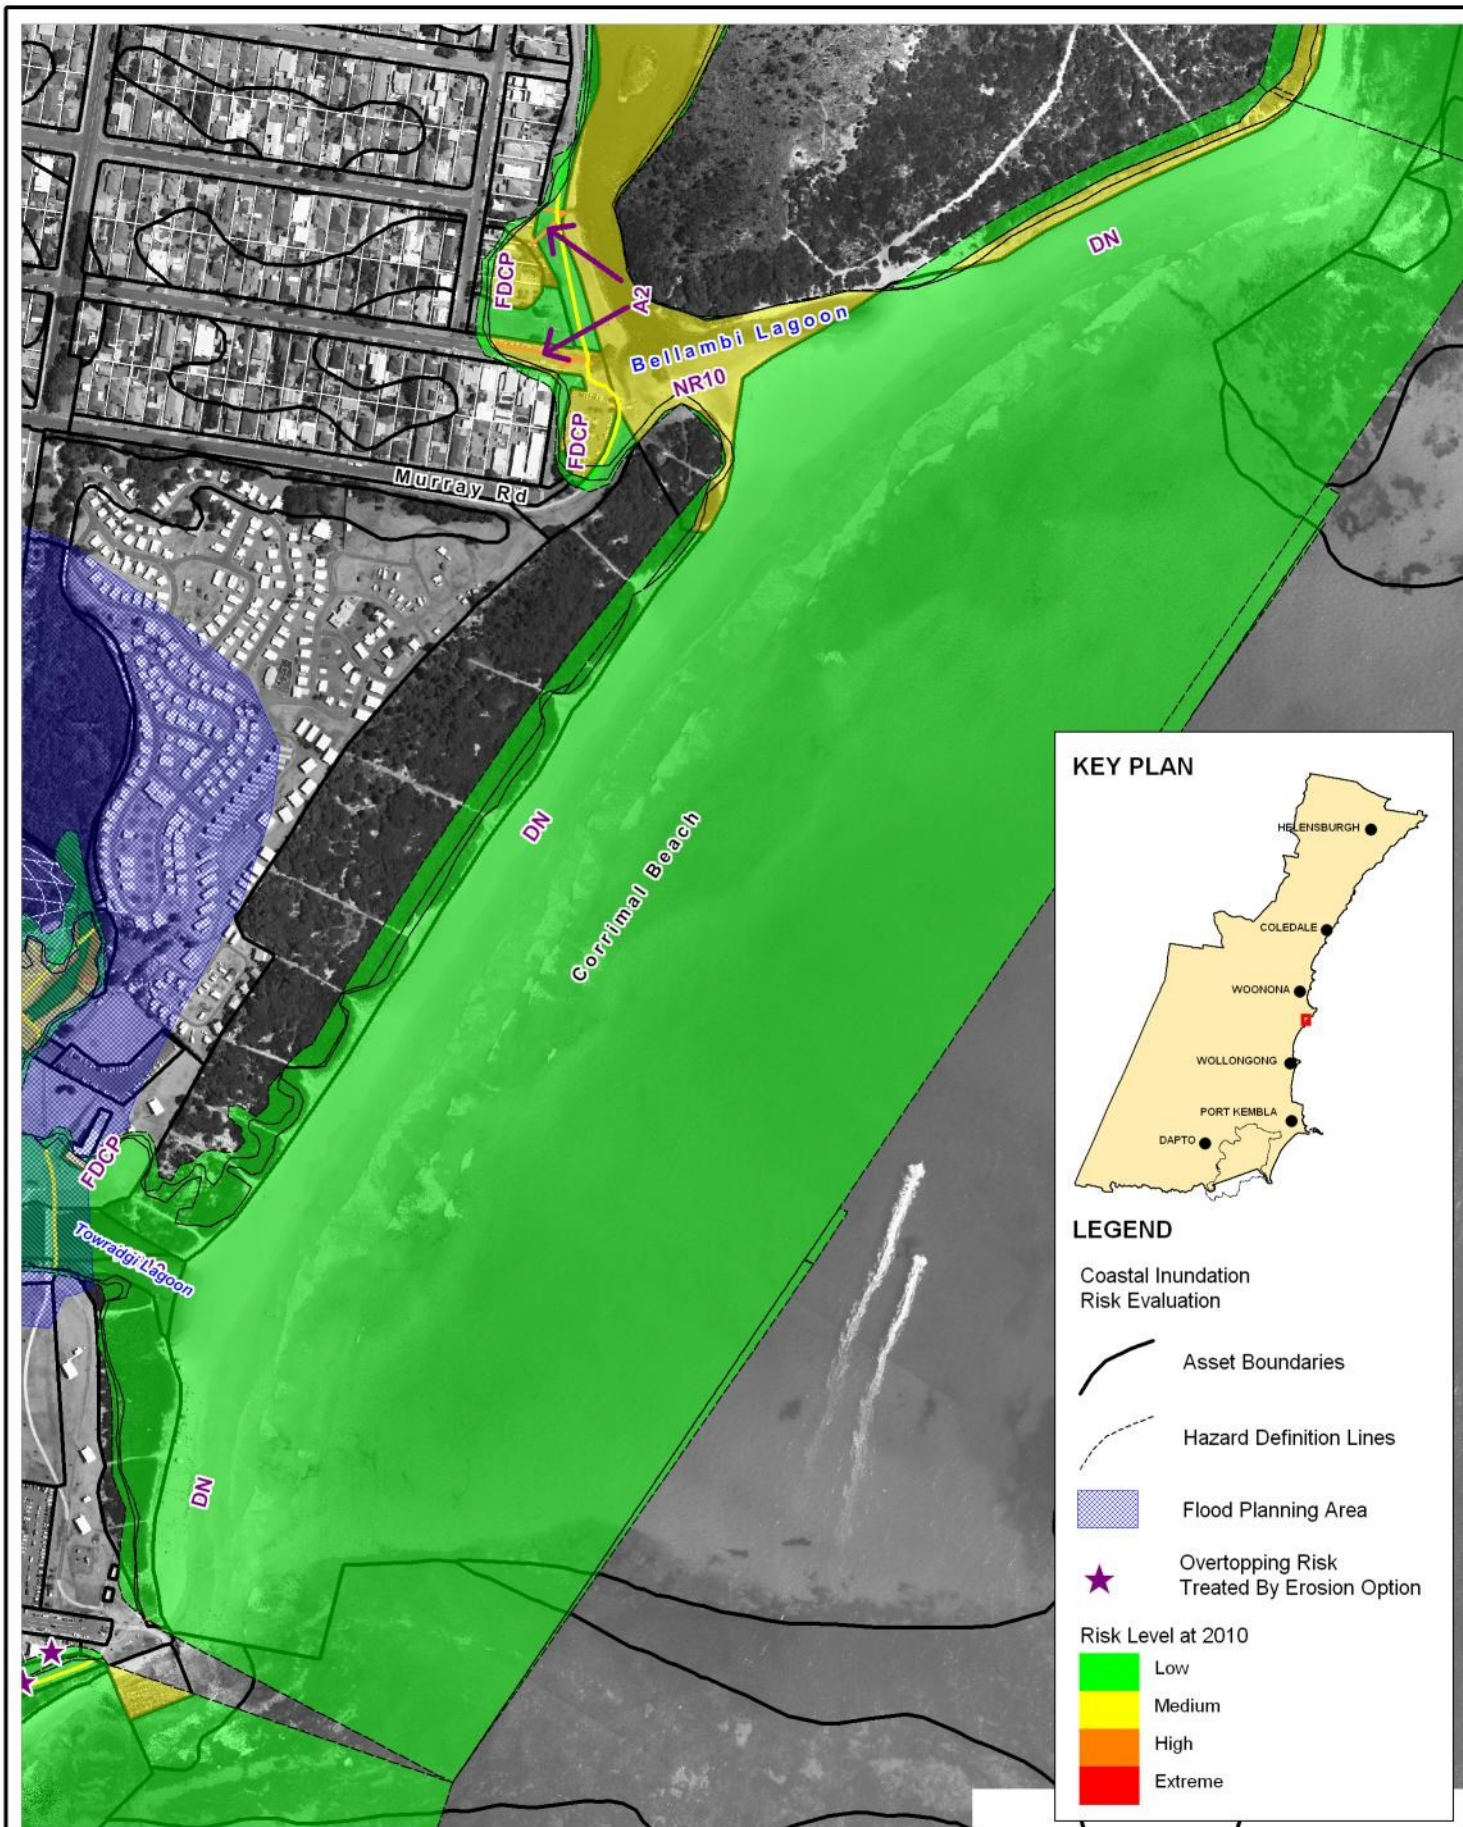 FDCP
A2
DN
Bellambi Lagoon
NR10
FDCP
Murray Rd
DN
Corrimal Beach
FDCP
Towradgi Lagoon
DN
KEY PLAN
HELENSBURGH
COLEDALE
WOONONA
WOLLONGONG
PORT KEMBLA
DAPTO
LEGEND
Coastal Inundation
Risk Evaluation
Asset Boundaries
Hazard Definition Lines
Flood Planning Area
Overtopping Risk
Treated By Erosion Option
Risk Level at 2010
Low
Medium
High
Extreme